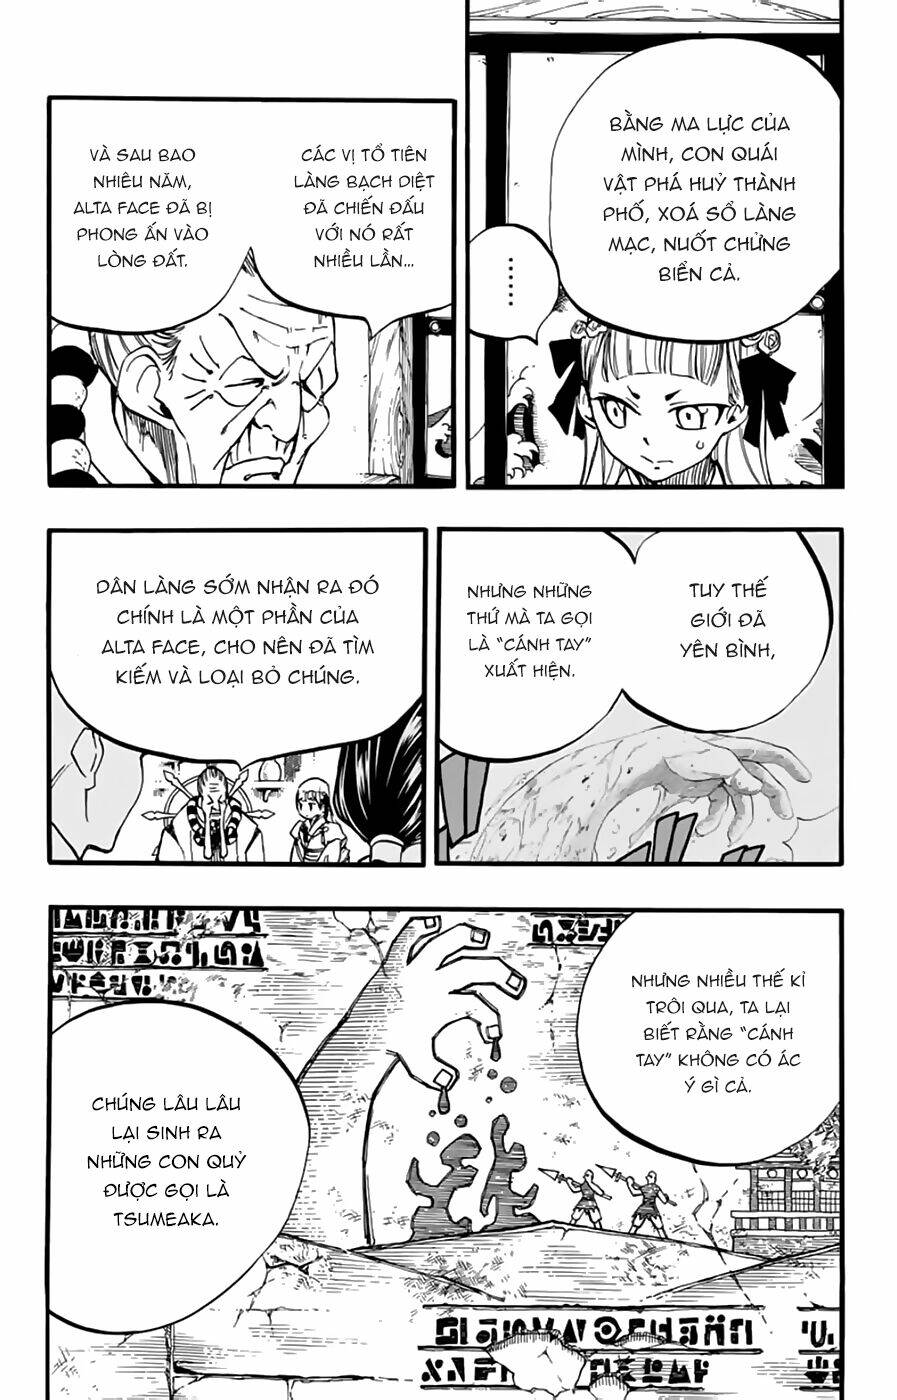 BẰNG MA LỰC CỦA
MÌNH, CON QUÁI
VẬT PHÁ HUỶ THÀNH
PHỐ, XOÁ SỔ LÀNG
MẠC, NUỐT CHỬNG
BIỂN CẢ.
........
CÁC VỊ TỔ TIÊN
LÀNG BẠCH DIỆT
ĐÃ CHIẾN ĐẤU
VỚI NÓ RẤT
NHIỀU LẦN...
VÀ SAU BAO
NHIÊU NĂM,
ALTA FACE ĐÃ BỊ
PHONG ẤN VÀO
LÒNG ĐẤT.
TUY THẾ
GIỚI ĐÃ
YÊN BÌNH,
NHƯNG NHỮNG
THỨ MÀ TA GỌI
LÀ "CÁNH TAY"
XUẤT HIỆN.
DÂN LÀNG SỚM NHẬN RA ĐÓ
CHÍNH LÀ MỘT PHẦN CỦA
ALTA FACE, CHO NÊN ĐÃ TÌM
KIẾM VÀ LOẠI BỎ CHÚNG.
NHƯNG NHIỀU THẾ KỈ
TRÔI QUA, TA LẠI
BIẾT RẰNG "CÁNH
TAY" KHÔNG CÓ ÁC
Ý GÌ CẢ.
CHÚNG LÂU LÂU
LẠI SINH RA
NHỮNG CON QUỶ
ĐƯỢC GỌI LÀ
TSUMEAKA.